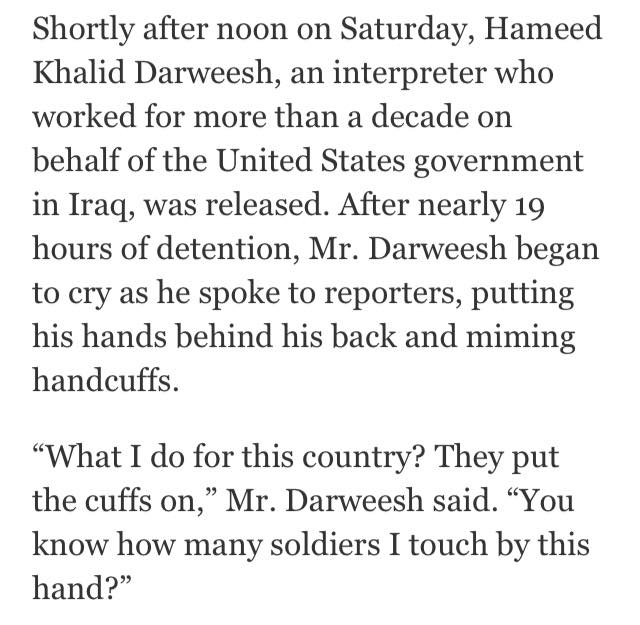 Shortly after noon on Saturday, Hameed
Khalid Darweesh, an interpreter who
worked for more than a decade on
behalf of the United States government
in Iraq, was released. After nearly 19
hours of detention, Mr. Darweesh began
to cry as he spoke to reporters, putting
his hands behind his back and miming
handcuffs.
“What I do for this country? They put
the cuffs on,” Mr. Darweesh said. “You
know how many soldiers I touch by this
hand?”